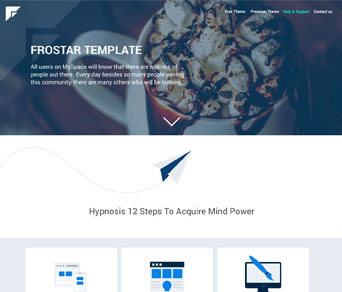 Free Theme Premium Theme Help & Support Contact us
FROSTAR TEMPLATE
All users on MySpace will know that there are millions of
people out there. Every day besides so many people joining
this community, there are many others who will be looking..
Hypnosis 12 Steps To Acquire Mind Power